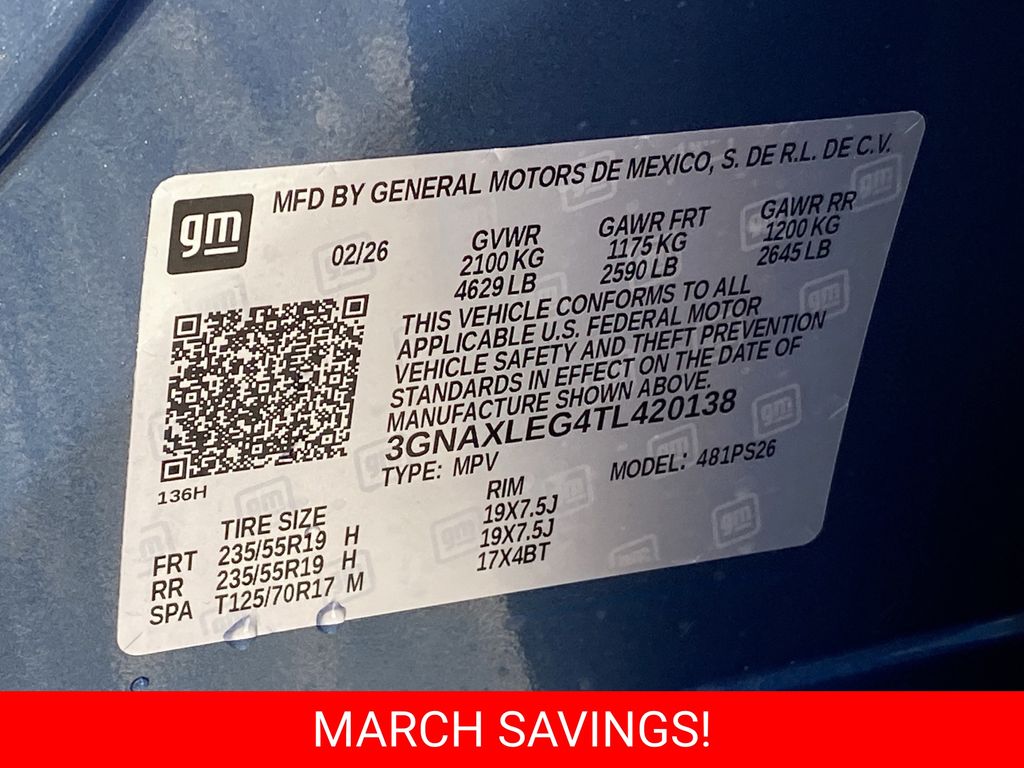 gm
MFD BY GENERAL MOTORS DE MEXICO, S. DE R.L. DE C.V.
02/26
GVWR
2100 KG
4629 LB
GAWR FRT
1175 KG
2590 LB
GAWR RR
1200 KG
2645 LB
THIS VEHICLE CONFORMS TO ALL
APPLICABLE U.S. FEDERAL MOTOR
VEHICLE SAFETY AND THEFT PREVENTION
STANDARDS IN EFFECT ON THE DATE OF
MANUFACTURE SHOWN ABOVE.
3GNAXLEG4TL420138
TYPE: MPV MODEL: 481PS26
136H
TIRE SIZE RIM
FRT 235/55R19 H 19X7.5J
RR 235/55R19 H 19X7.5J
SPA T125/70R17 M 17X4BT
MARCH SAVINGS!